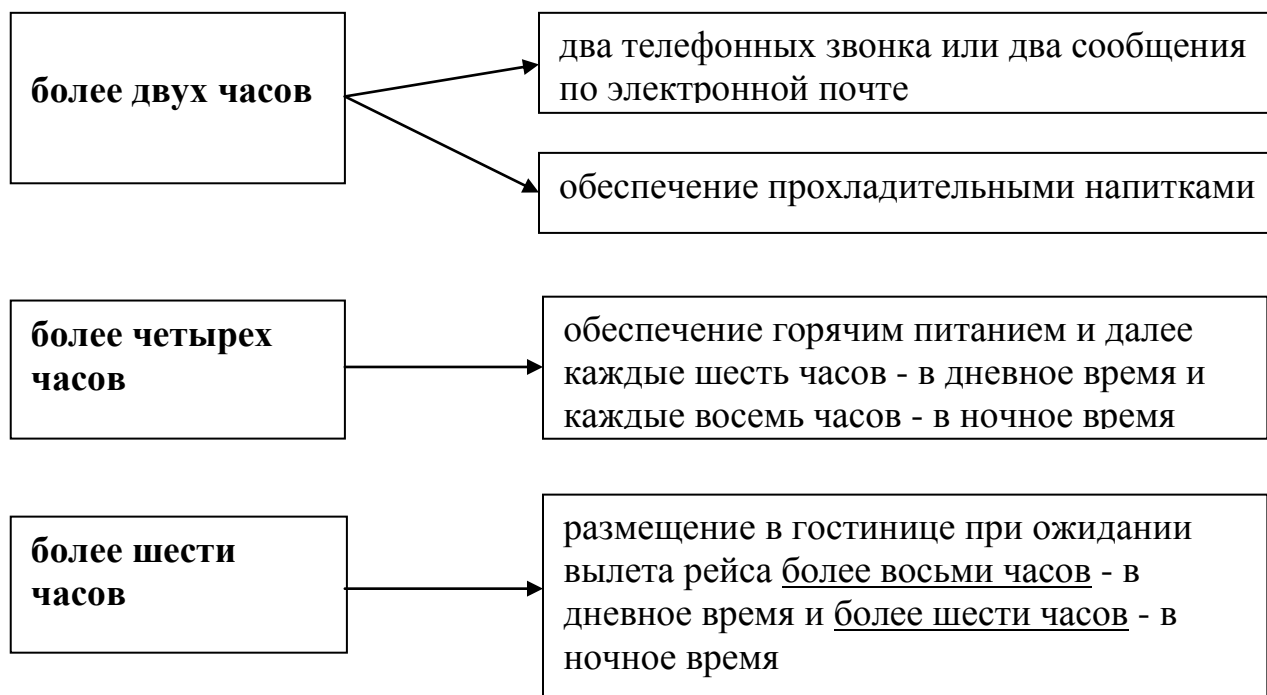 более двух часов
два телефонных звонка или два сообщения
по электронной почте
обеспечение прохладительными напитками
более четырех
часов
обеспечение горячим питанием и далее
каждые шесть часов - в дневное время и
каждые восемь часов - в ночное время
более шести
часов
размещение в гостинице при ожидании
вылета рейса более восьми часов - в
дневное время и более шести часов - в
ночное время